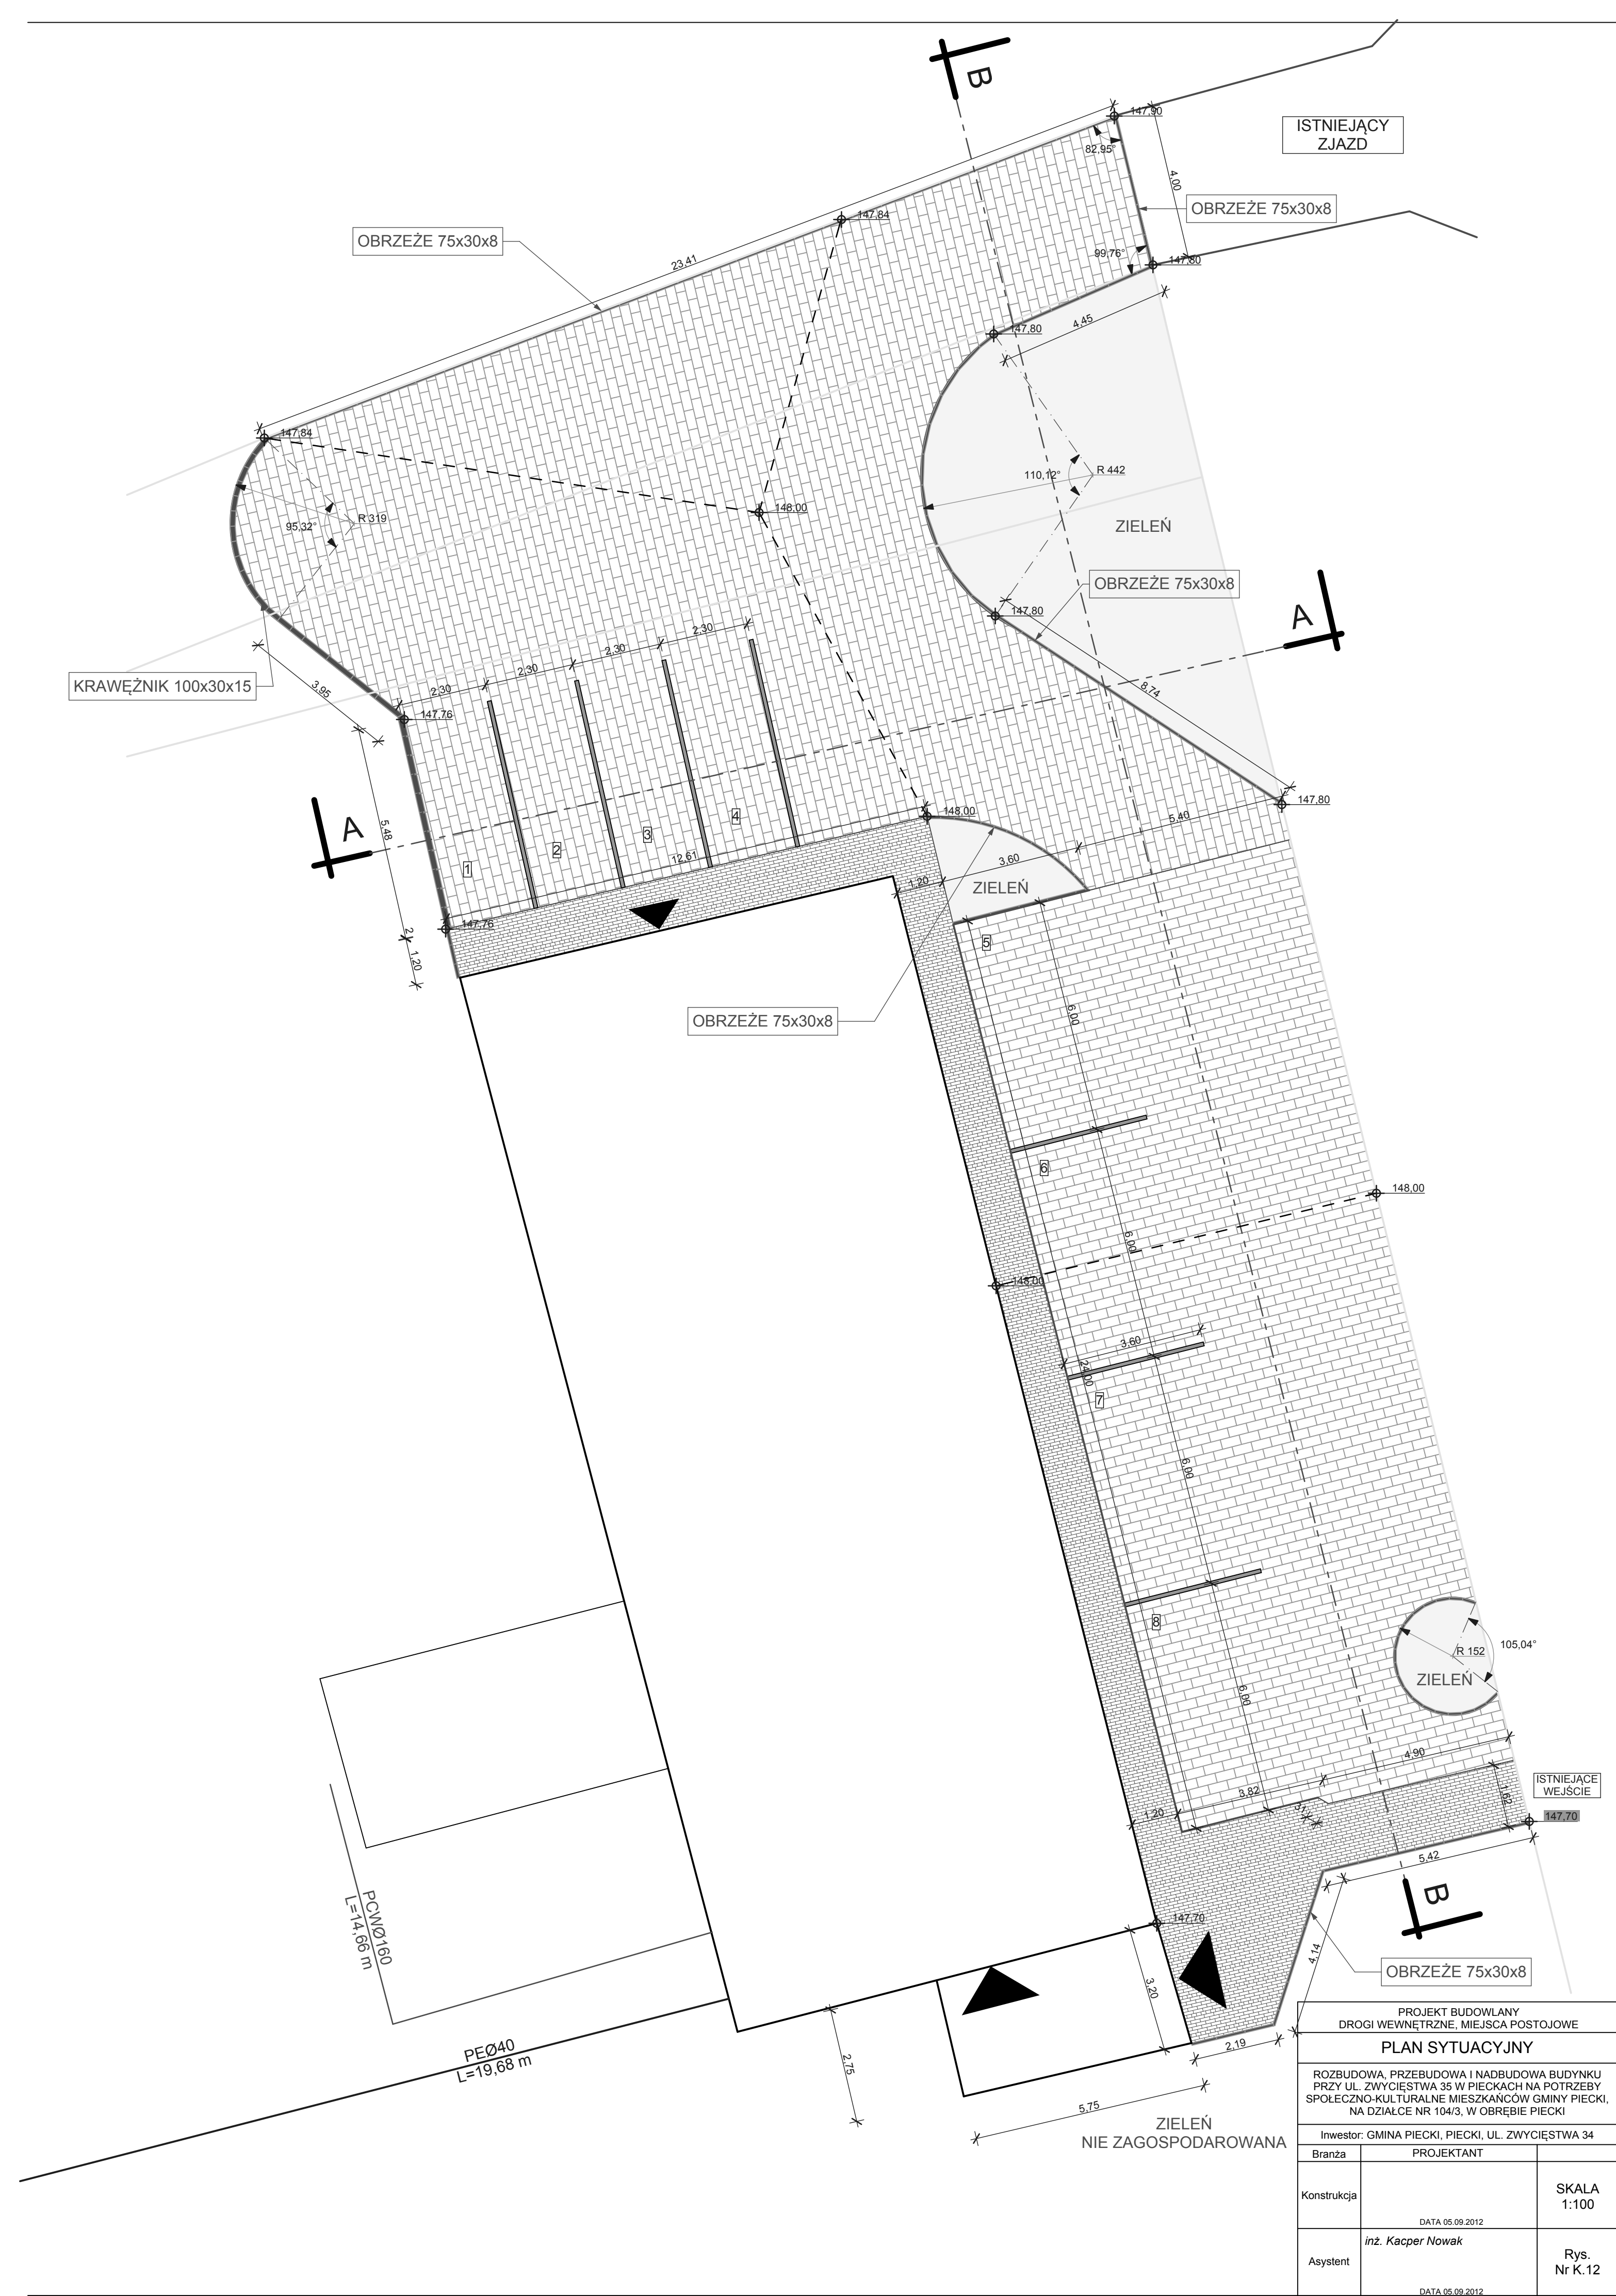 B
147,90
ISTNIEJĄCY
ZJAZD
82,95°
4,00
OBRZEŻE 75x30x8
147,84
OBRZEŻE 75x30x8
23,41
99,76°
147,80
4,45
147,80
147,84
R 442
110,12°
148,00
R 319
95,32°
ZIELEŃ
OBRZEŻE 75x30x8
147,80
A
2,30
2,30
2,30
2,30
KRAWĘŻNIK 100x30x15
3,95
8,74
147,76
147,80
148,00
5,40
4
A
5,48
3
2
12,61
3,60
1
1,20
ZIELEŃ
147,76
2
1,20
5
6,00
OBRZEŻE 75x30x8
6
148,00
6,00
148,00
3,60
24,00
7
6,00
8
105,04°
R 152
ZIELEŃ
6,00
4,90
ISTNIEJĄCE
WEJŚCIE
3,82
1,62
31
1,20
147,70
5,42
B
PCWØ160
L=14,66 m
147,70
4,14
OBRZEŻE 75x30x8
3,20
2,19
PEØ40
L=19,68 m
2,75
5,75
ZIELEŃ
NIE ZAGOSPODAROWANA
PROJEKT BUDOWLANY
DROGI WEWNĘTRZNE, MIEJSCA POSTOJOWE
PLAN SYTUACYJNY
ROZBUDOWA, PRZEBUDOWA I NADBUDOWA BUDYNKU
PRZY UL. ZWYCIĘSTWA 35 W PIECKACH NA POTRZEBY
SPOŁECZNO-KULTURALNE MIESZKAŃCÓW GMINY PIECKI,
NA DZIAŁCE NR 104/3, W OBRĘBIE PIECKI
Inwestor: GMINA PIECKI, PIECKI, UL. ZWYCIĘSTWA 34
Branża PROJEKTANT
Konstrukcja
SKALA
1:100
DATA 05.09.2012
inż. Kacper Nowak
Asystent
Rys.
Nr K.12
DATA 05.09.2012